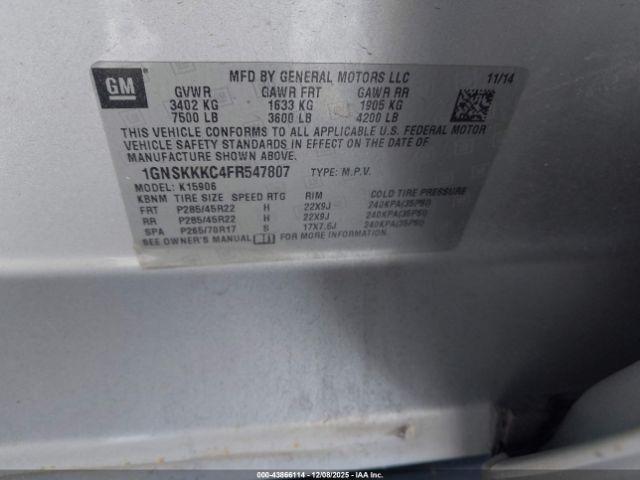 GM
MFD BY GENERAL MOTORS LLC 11/14
GVWR GAWR FRT GAWR RR
3402 KG 1633 KG 1905 KG
7500 LB 3600 LB 4200 LB
THIS VEHICLE CONFORMS TO ALL APPLICABLE U.S. FEDERAL MOTOR
VEHICLE SAFETY STANDARDS IN EFFECT ON THE DATE OF
MANUFACTURE SHOWN ABOVE.
1GNSKKKC4FR547807 TYPE: M.P.V.
MODEL: K15906
KBNM TIRE SIZE SPEED RTG RIM COLD TIRE PRESSURE
FRT P285/45R22 H 22X9J 240KPA(35PSI)
RR P285/45R22 H 22X9J 240KPA(35PSI)
SPA P265/70R17 S 17X7.5J 240KPA(35PSI)
SEE OWNER'S MANUAL FOR MORE INFORMATION.
000-43866114 - 12/08/2025 - IAAI.com